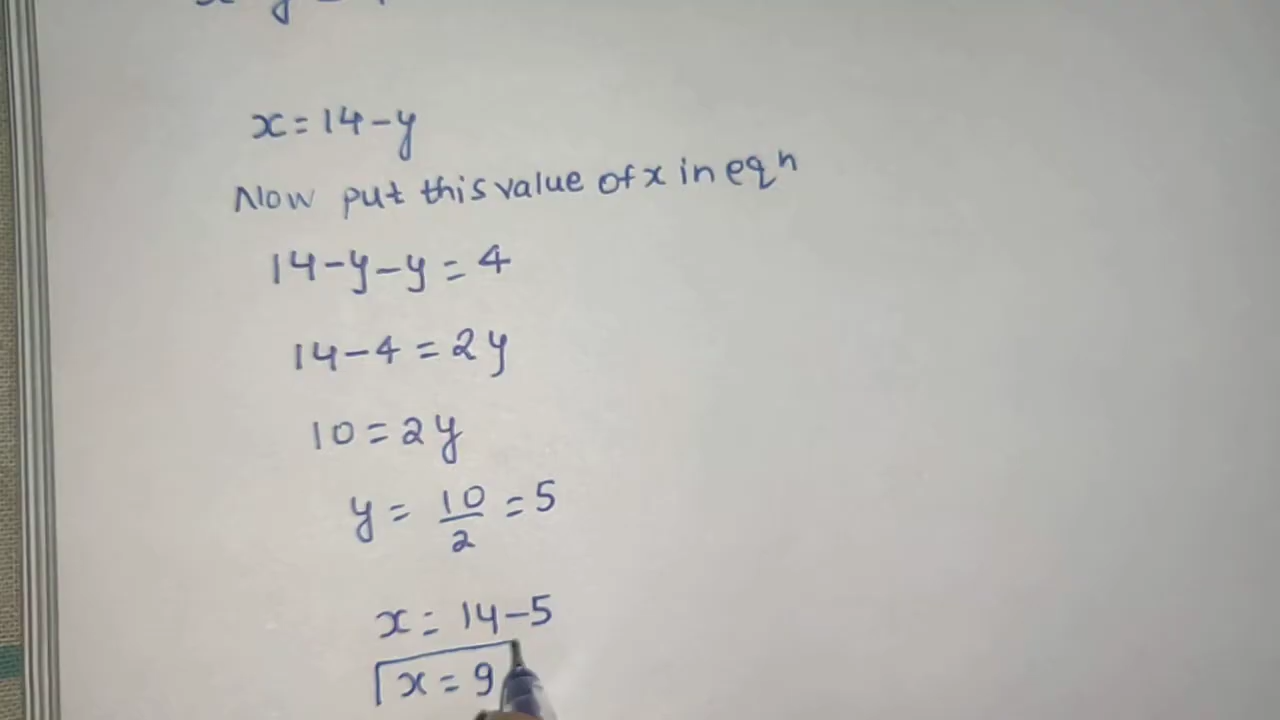 x = 14 - y
Now put this value of x in eqn
14 - y - y = 4
14 - 4 = 2y
10 = 2y
y = 10/2 = 5
x = 14 - 5
x = 9